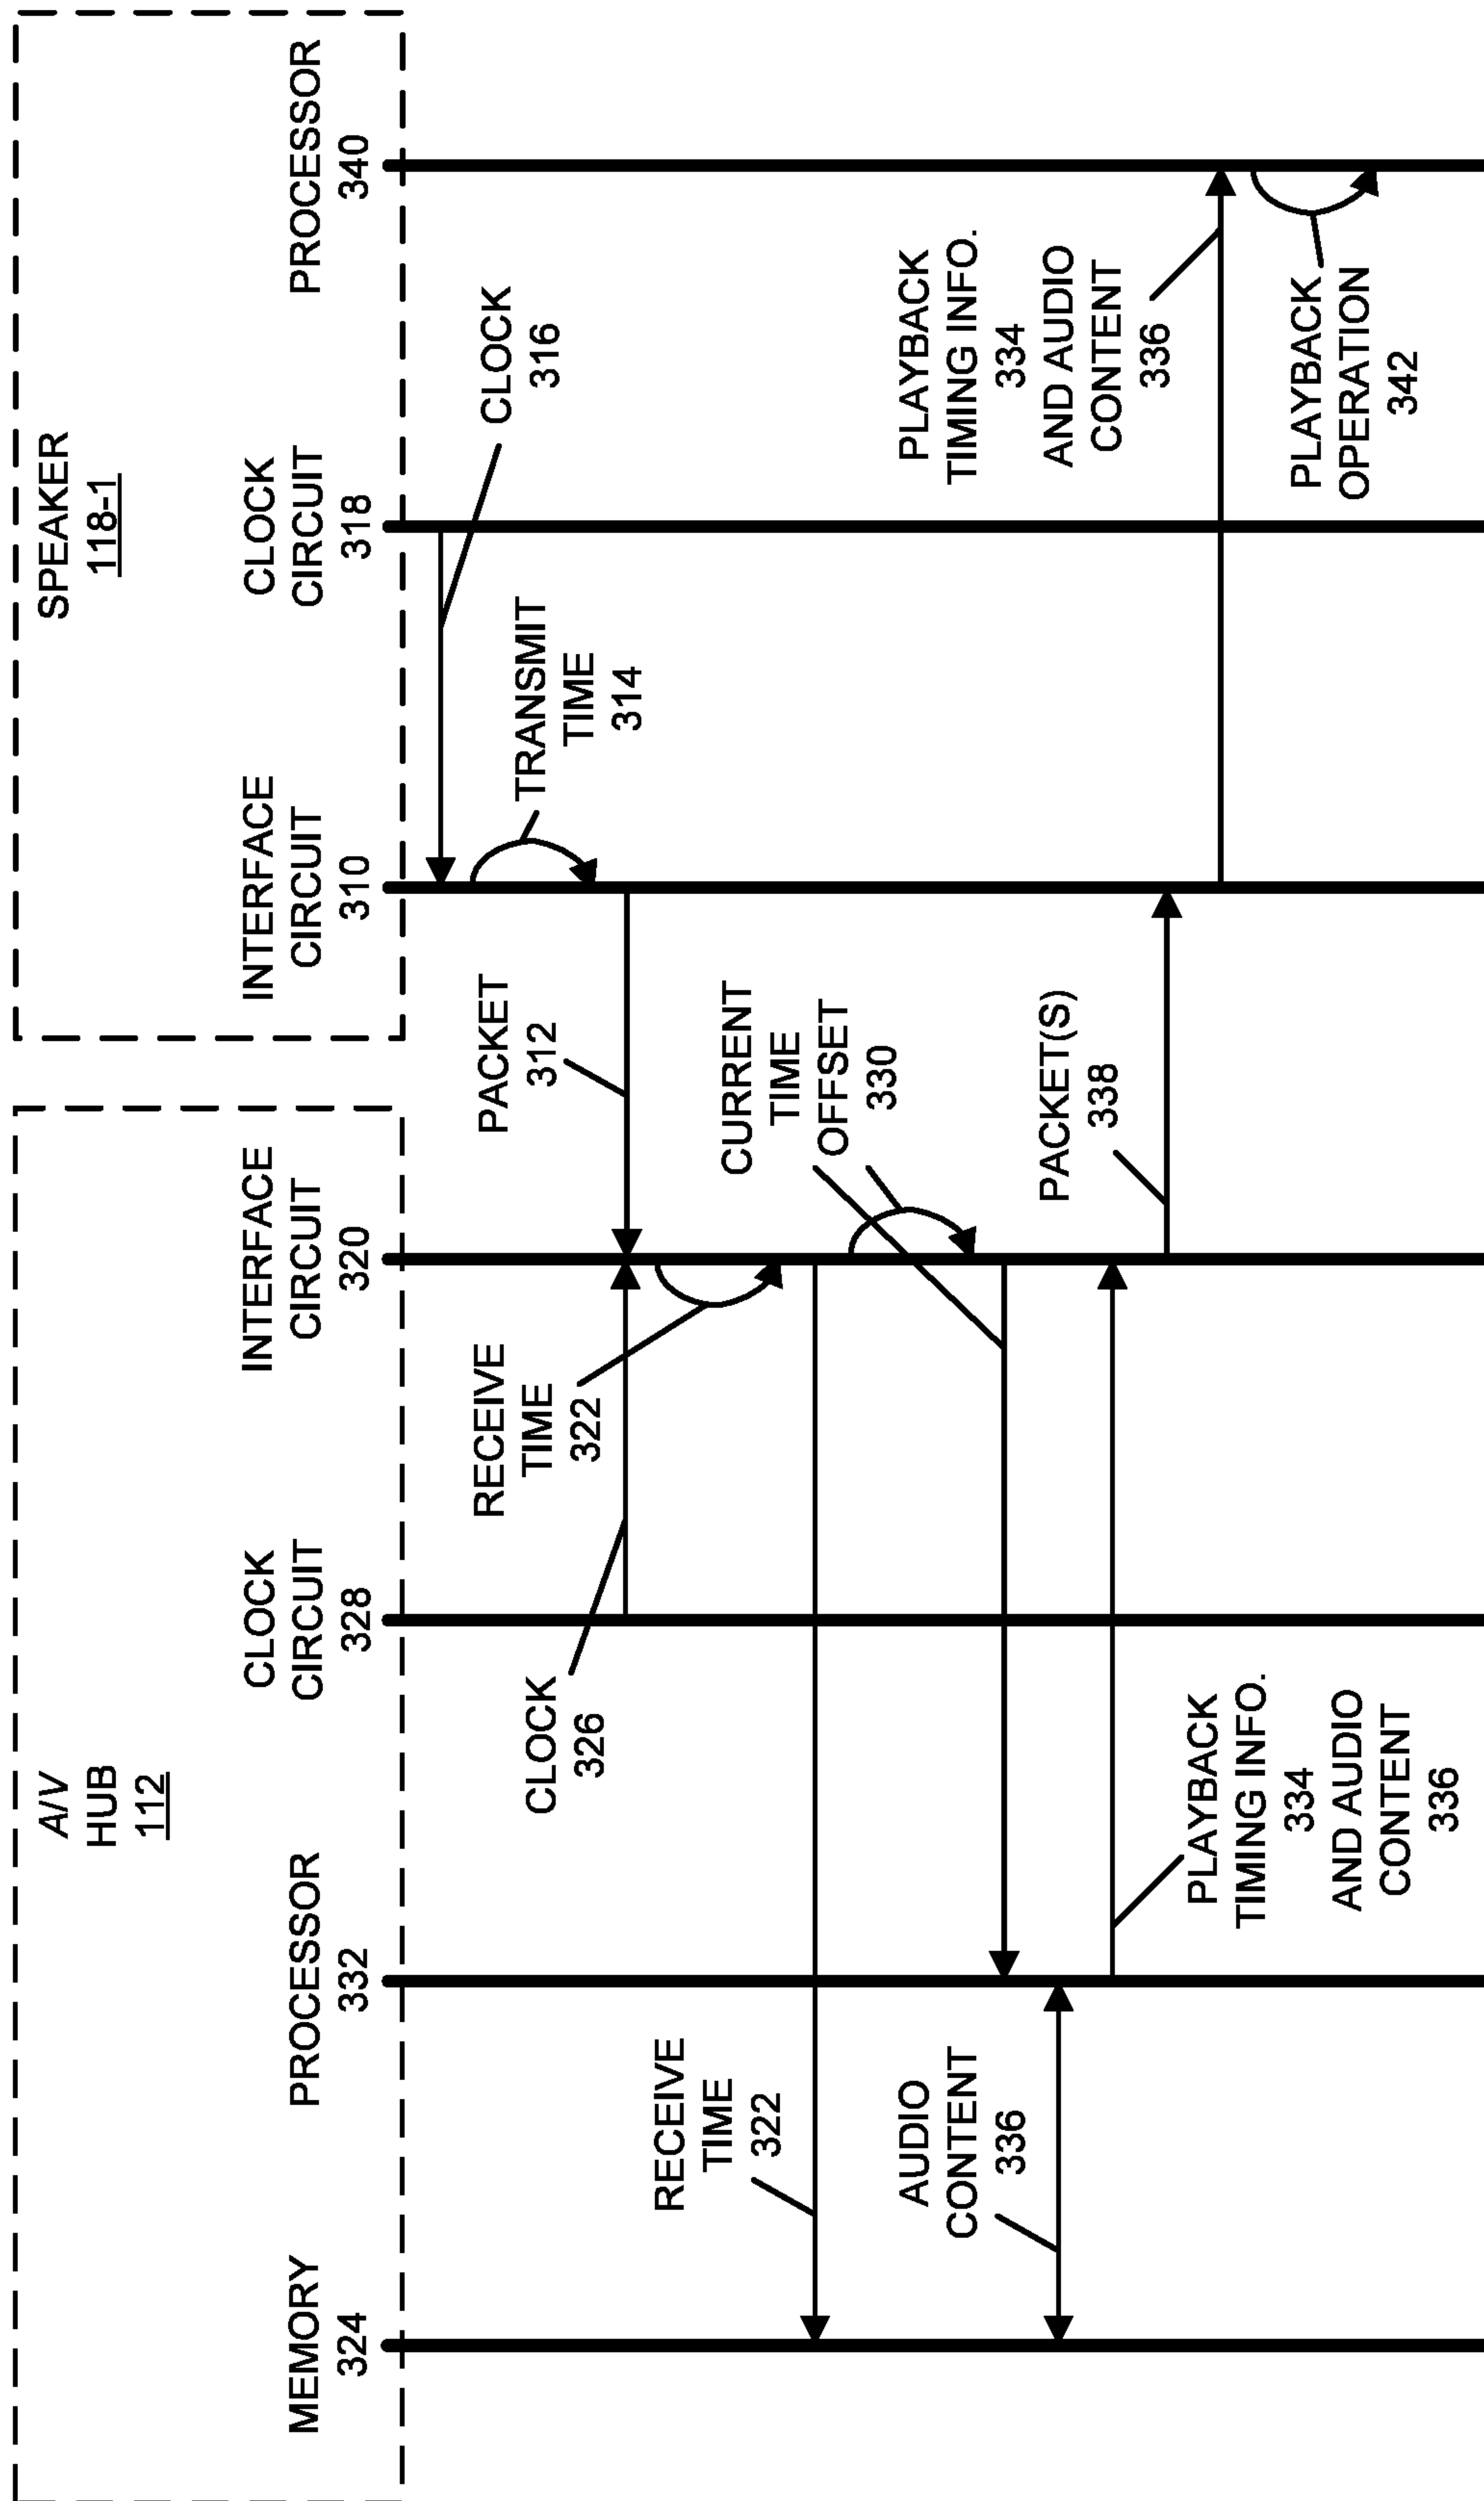 A/V
HUB
112
SPEAKER
118-1
MEMORY
324
PROCESSOR
332
CLOCK
CIRCUIT
328
INTERFACE
CIRCUIT
320
INTERFACE
CIRCUIT
310
CLOCK
CIRCUIT
318
PROCESSOR
340
CLOCK
316
TRANSMIT
TIME
314
PACKET
312
CLOCK
326
RECEIVE
TIME
322
RECEIVE
TIME
322
CURRENT
TIME
OFFSET
330
AUDIO
CONTENT
336
PLAYBACK
TIMING INFO.
334
AND AUDIO
CONTENT
336
PACKET(S)
338
PLAYBACK
TIMING INFO.
334
AND AUDIO
CONTENT
336
PLAYBACK
OPERATION
342